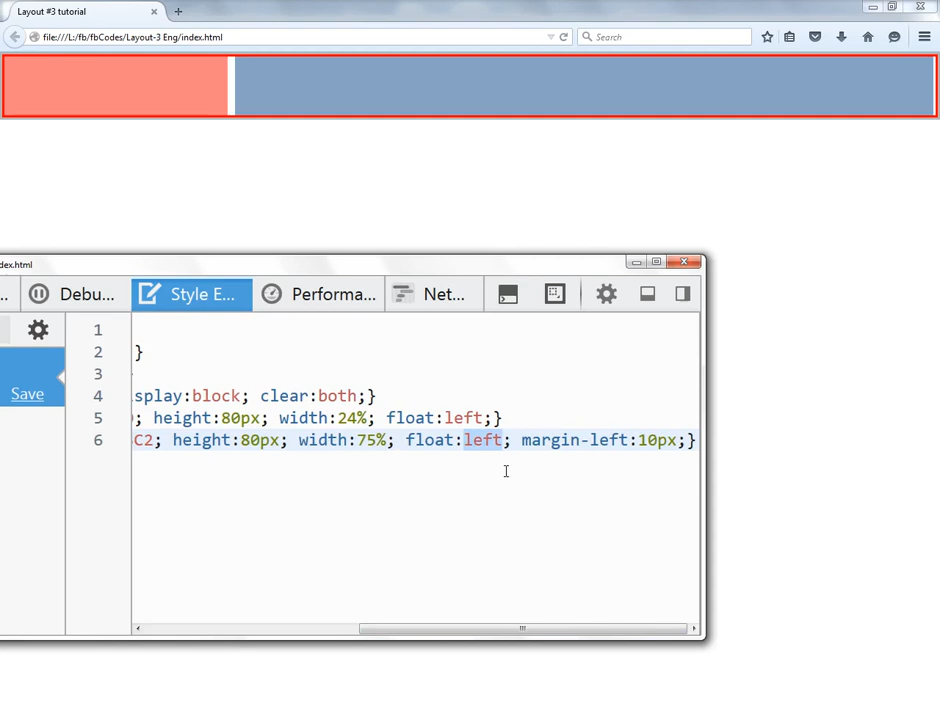 Layout #3 tutorial
file:///L:/fb/fbCodes/Layout-3 Eng/index.html
Search
dex.html
...
Debu...
Style E...
Performa...
Net...
Save
1
2 }
3
4 splay:block; clear:both;}
5 ; height:80px; width:24%; float:left;}
6 C2; height:80px; width:75%; float:left; margin-left:10px;}